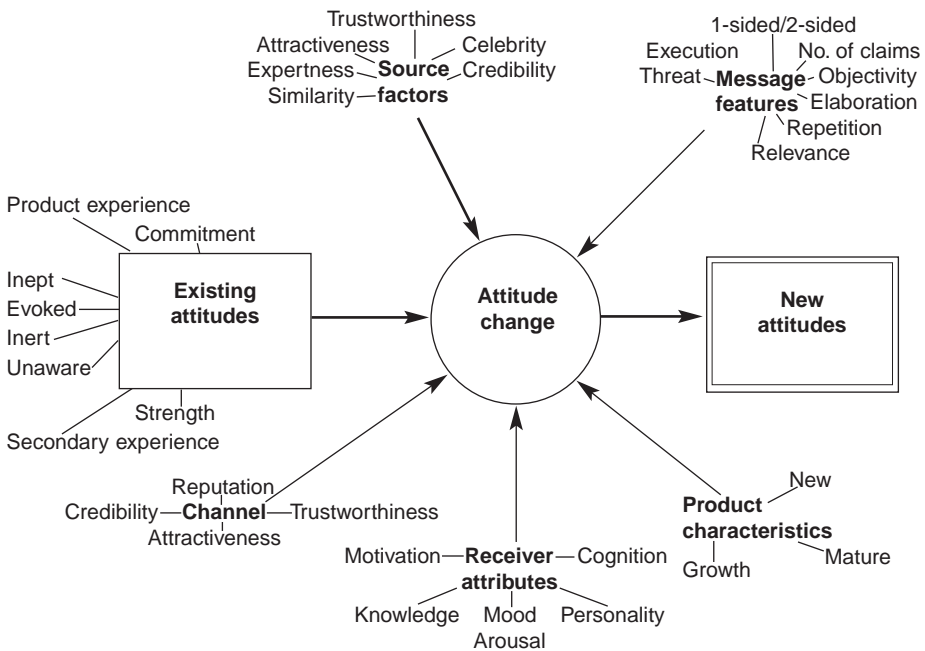 Trustworthiness
Attractiveness
Celebrity
Expertness
Source
factors
Credibility
Similarity
1-sided/2-sided
Execution
No. of claims
Threat
Message
features
Objectivity
Elaboration
Repetition
Relevance
Product experience
Commitment
Inept
Evoked
Inert
Unaware
Existing
attitudes
Strength
Secondary experience
Attitude
change
New
attitudes
Reputation
Credibility
Channel
Trustworthiness
Attractiveness
Motivation
Receiver
attributes
Cognition
Knowledge
Mood
Arousal
Personality
New
Product
characteristics
Growth
Mature